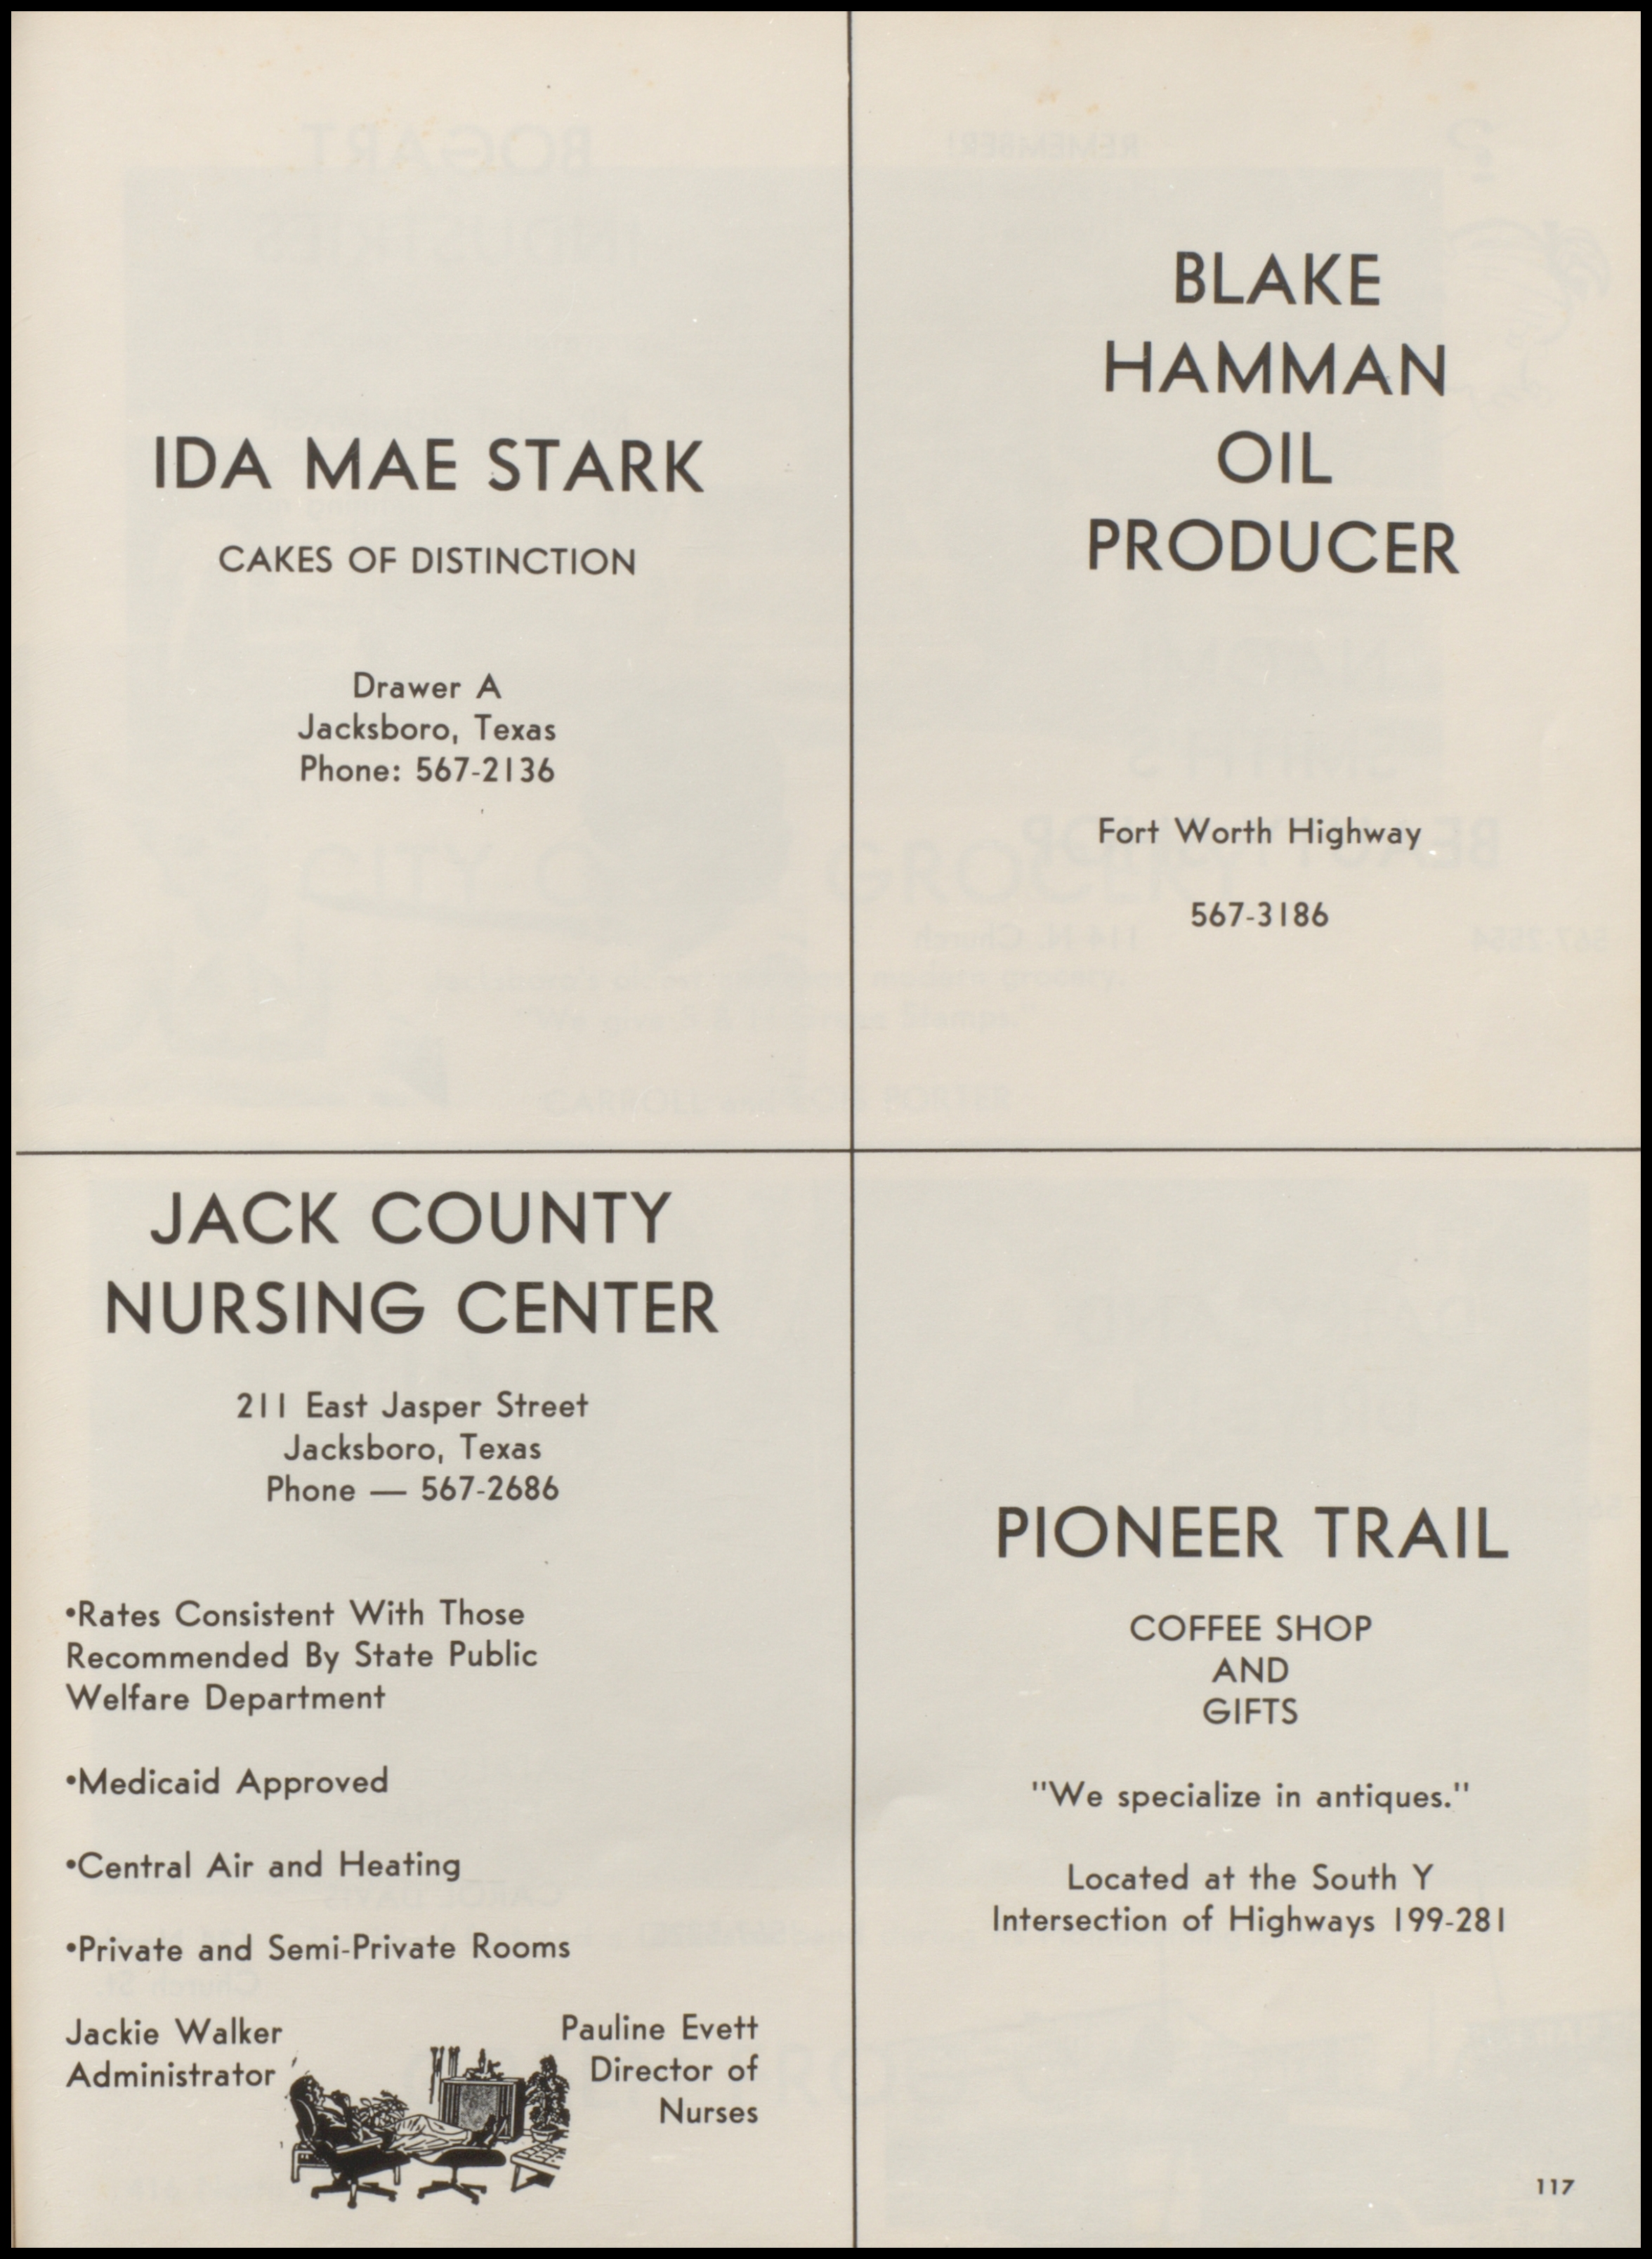 IDA MAE STARK
CAKES OF DISTINCTION
Drawer A
Jacksboro, Texas
Phone: 567-2136
BLAKE
HAMMAN
OIL
PRODUCER
Fort Worth Highway
567-3186
JACK COUNTY
NURSING CENTER
211 East Jasper Street
Jacksboro, Texas
Phone — 567-2686
•Rates Consistent With Those
Recommended By State Public
Welfare Department
•Medicaid Approved
•Central Air and Heating
•Private and Semi-Private Rooms
Jackie Walker
Administrator
Pauline Evett
Director of
Nurses
PIONEER TRAIL
COFFEE SHOP
AND
GIFTS
"We specialize in antiques."
Located at the South Y
Intersection of Highways 199-281
117